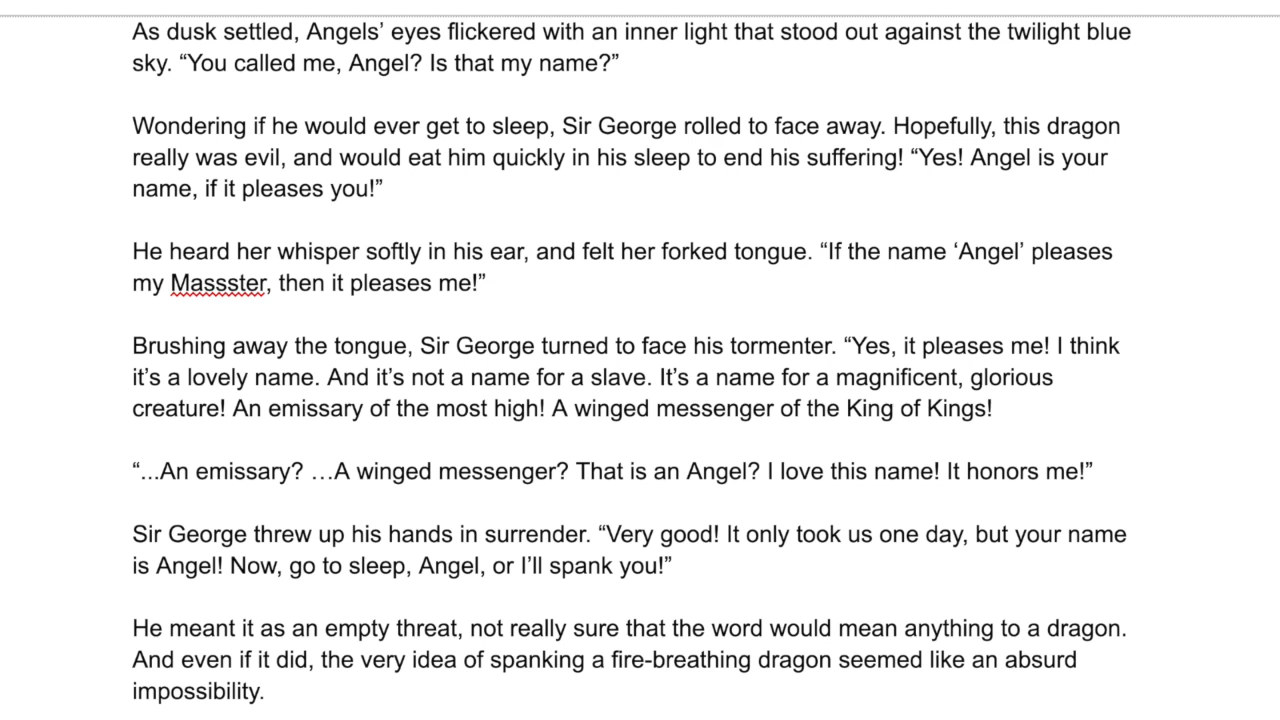 As dusk settled, Angels’ eyes flickered with an inner light that stood out against the twilight blue
sky. “You called me, Angel? Is that my name?”
Wondering if he would ever get to sleep, Sir George rolled to face away. Hopefully, this dragon
really was evil, and would eat him quickly in his sleep to end his suffering! “Yes! Angel is your
name, if it pleases you!”
He heard her whisper softly in his ear, and felt her forked tongue. “If the name ‘Angel’ pleases
my Massster, then it pleases me!”
Brushing away the tongue, Sir George turned to face his tormenter. “Yes, it pleases me! I think
it’s a lovely name. And it’s not a name for a slave. It’s a name for a magnificent, glorious
creature! An emissary of the most high! A winged messenger of the King of Kings!
“...An emissary? …A winged messenger? That is an Angel? I love this name! It honors me!”
Sir George threw up his hands in surrender. “Very good! It only took us one day, but your name
is Angel! Now, go to sleep, Angel, or I’ll spank you!”
He meant it as an empty threat, not really sure that the word would mean anything to a dragon.
And even if it did, the very idea of spanking a fire-breathing dragon seemed like an absurd
impossibility.